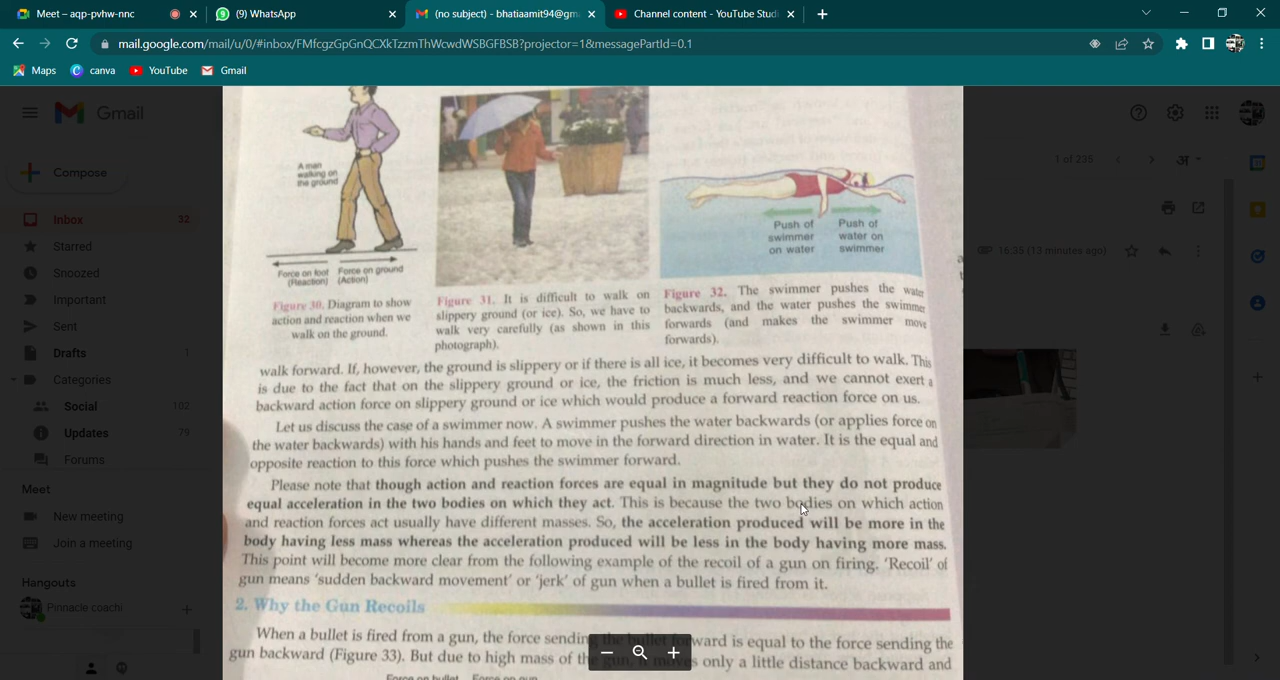 Meet – aqp-pvhw-nnc
(9) WhatsApp
(no subject) - bhatiaamit94@gm
Channel content - YouTube Studi
mail.google.com/mail/u/0/#inbox/FMfcgzGpGnQCXkTzzmThWcwdWSBGFBSB?projector=1&messagePartId=0.1
Maps
canva
YouTube
Gmail
Gmail
Compose
1 of 235
अ
Inbox 32
Starred
16:35 (13 minutes ago)
Snoozed
Important
Sent
Drafts 1
Categories
Social 102
Updates 79
Forums
Meet
New meeting
Join a meeting
Hangouts
Pinnacle coachi
A man
walking on
the ground
Force on foot
(Reaction)
Force on ground
(Action)
Figure 30. Diagram to show
action and reaction when we
walk on the ground.
Figure 31. It is difficult to walk on
slippery ground (or ice). So, we have to
walk very carefully (as shown in this
photograph).
Push of
swimmer
on water
Push of
water on
swimmer
Figure 32. The swimmer pushes the water
backwards, and the water pushes the swimme
forwards (and makes the swimmer move
forwards).
walk forward. If, however, the ground is slippery or if there is all ice, it becomes very difficult to walk. This
is due to the fact that on the slippery ground or ice, the friction is much less, and we cannot exert a
backward action force on slippery ground or ice which would produce a forward reaction force on us.
Let us discuss the case of a swimmer now. A swimmer pushes the water backwards (or applies force on
the water backwards) with his hands and feet to move in the forward direction in water. It is the equal and
opposite reaction to this force which pushes the swimmer forward.
Please note that though action and reaction forces are equal in magnitude but they do not produce
equal acceleration in the two bodies on which they act. This is because the two bodies on which action
and reaction forces act usually have different masses. So, the acceleration produced will be more in the
body having less mass whereas the acceleration produced will be less in the body having more mass.
This point will become more clear from the following example of the recoil of a gun on firing. 'Recoil' of
gun means 'sudden backward movement' or 'jerk' of gun when a bullet is fired from it.
2. Why the Gun Recoils
When a bullet is fired from a gun, the force sending the bullet forward is equal to the force sending the
gun backward (Figure 33). But due to high mass of the gun, it moves only a little distance backward and
Force on bullet Force on gun